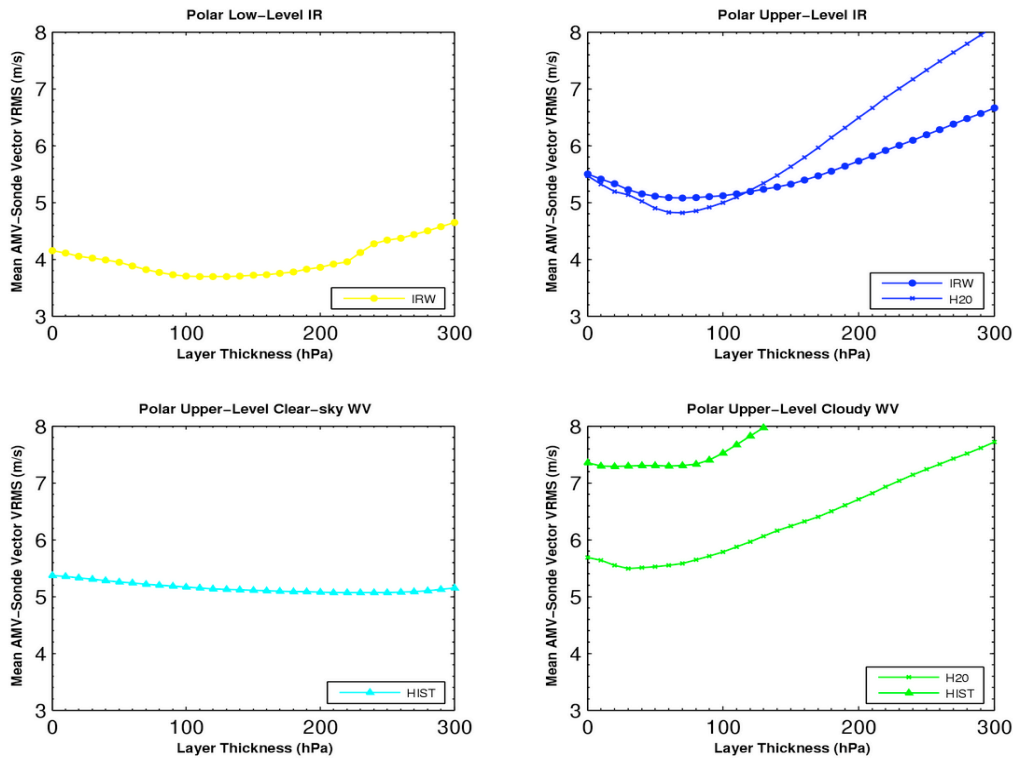 Polar Low-Level IR
Mean AMV-Sonde Vector VRMS (m/s)
8
7
6
5
4
3
0 100 200 300
Layer Thickness (hPa)
IRW
Polar Upper-Level IR
Mean AMV-Sonde Vector VRMS (m/s)
8
7
6
5
4
3
0 100 200 300
Layer Thickness (hPa)
IRW
H20
Polar Upper-Level Clear-sky WV
Mean AMV-Sonde Vector VRMS (m/s)
8
7
6
5
4
3
0 100 200 300
Layer Thickness (hPa)
HIST
Polar Upper-Level Cloudy WV
Mean AMV-Sonde Vector VRMS (m/s)
8
7
6
5
4
3
0 100 200 300
Layer Thickness (hPa)
H20
HIST